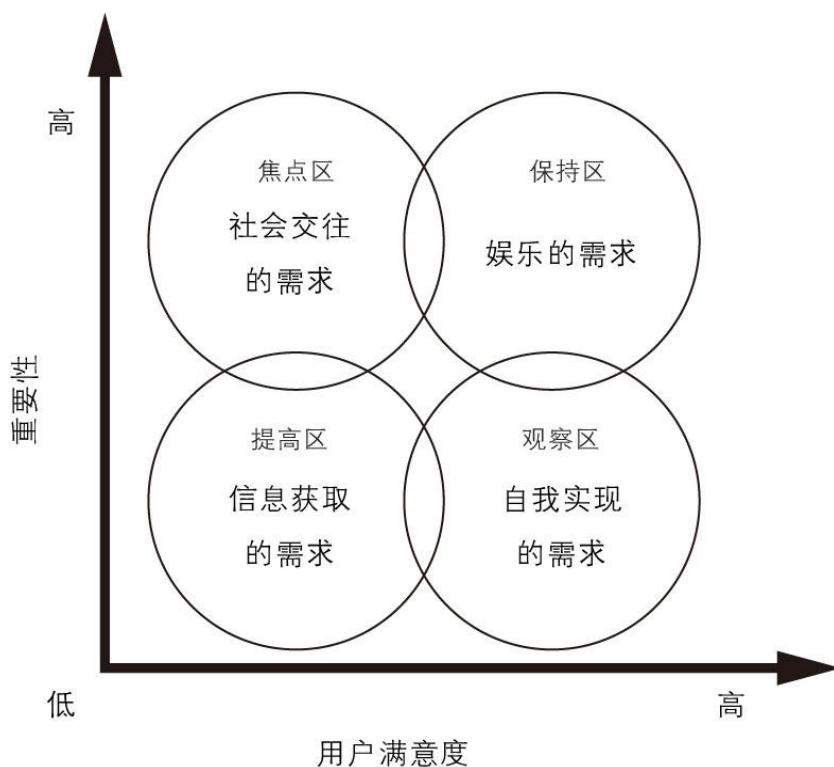 高
焦点区
社会交往
的需求
保持区
娱乐的需求
重要性
提高区
信息获取
的需求
观察区
自我实现
的需求
低
高
用户满意度